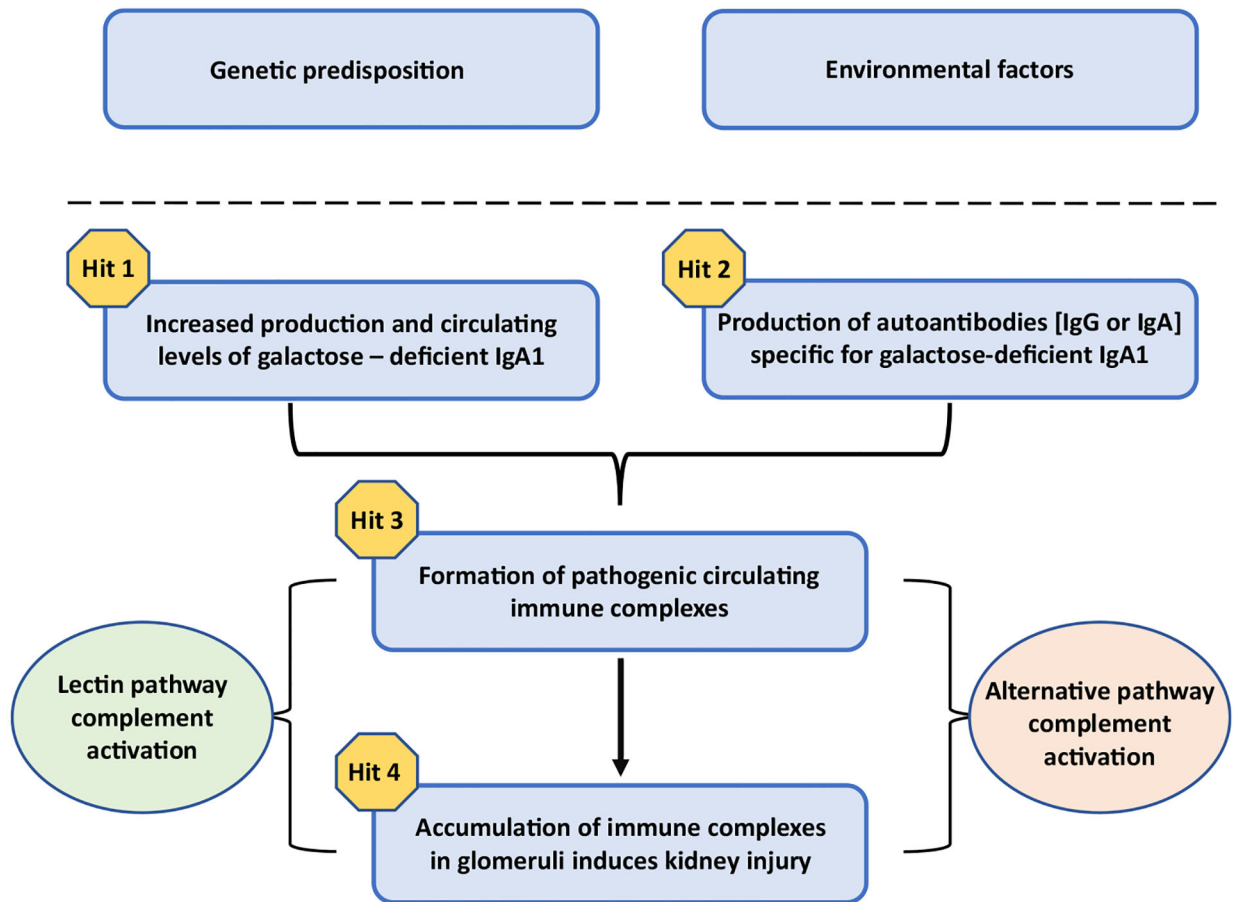 Genetic predisposition
Environmental factors
Hit 1
Increased production and circulating
levels of galactose – deficient IgA1
Hit 2
Production of autoantibodies [IgG or IgA]
specific for galactose-deficient IgA1
Hit 3
Formation of pathogenic circulating
immune complexes
Lectin pathway
complement
activation
Alternative pathway
complement
activation
Hit 4
Accumulation of immune complexes
in glomeruli induces kidney injury